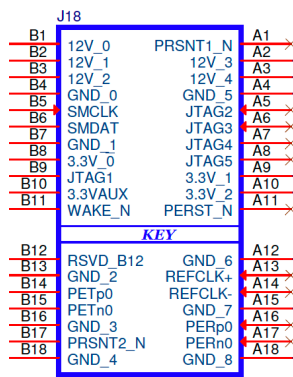 J18
B1 12V_0 PRSNT1_N A1
B2 12V_1 12V_3 A2
B3 12V_2 12V_4 A3
B4 GND_0 GND_5 A4
B5 SMCLK JTAG2 A5
B6 SMDAT JTAG3 A6
B7 GND_1 JTAG4 A7
B8 3.3V_0 JTAG5 A8
B9 JTAG1 3.3V_1 A9
B10 3.3VAUX 3.3V_2 A10
B11 WAKE_N PERST_N A11
KEY
B12 RSVD_B12 GND_6 A12
B13 GND_2 REFCLK+ A13
B14 PETp0 REFCLK- A14
B15 PETn0 GND_7 A15
B16 GND_3 PERp0 A16
B17 PRSNT2_N PERn0 A17
B18 GND_4 GND_8 A18